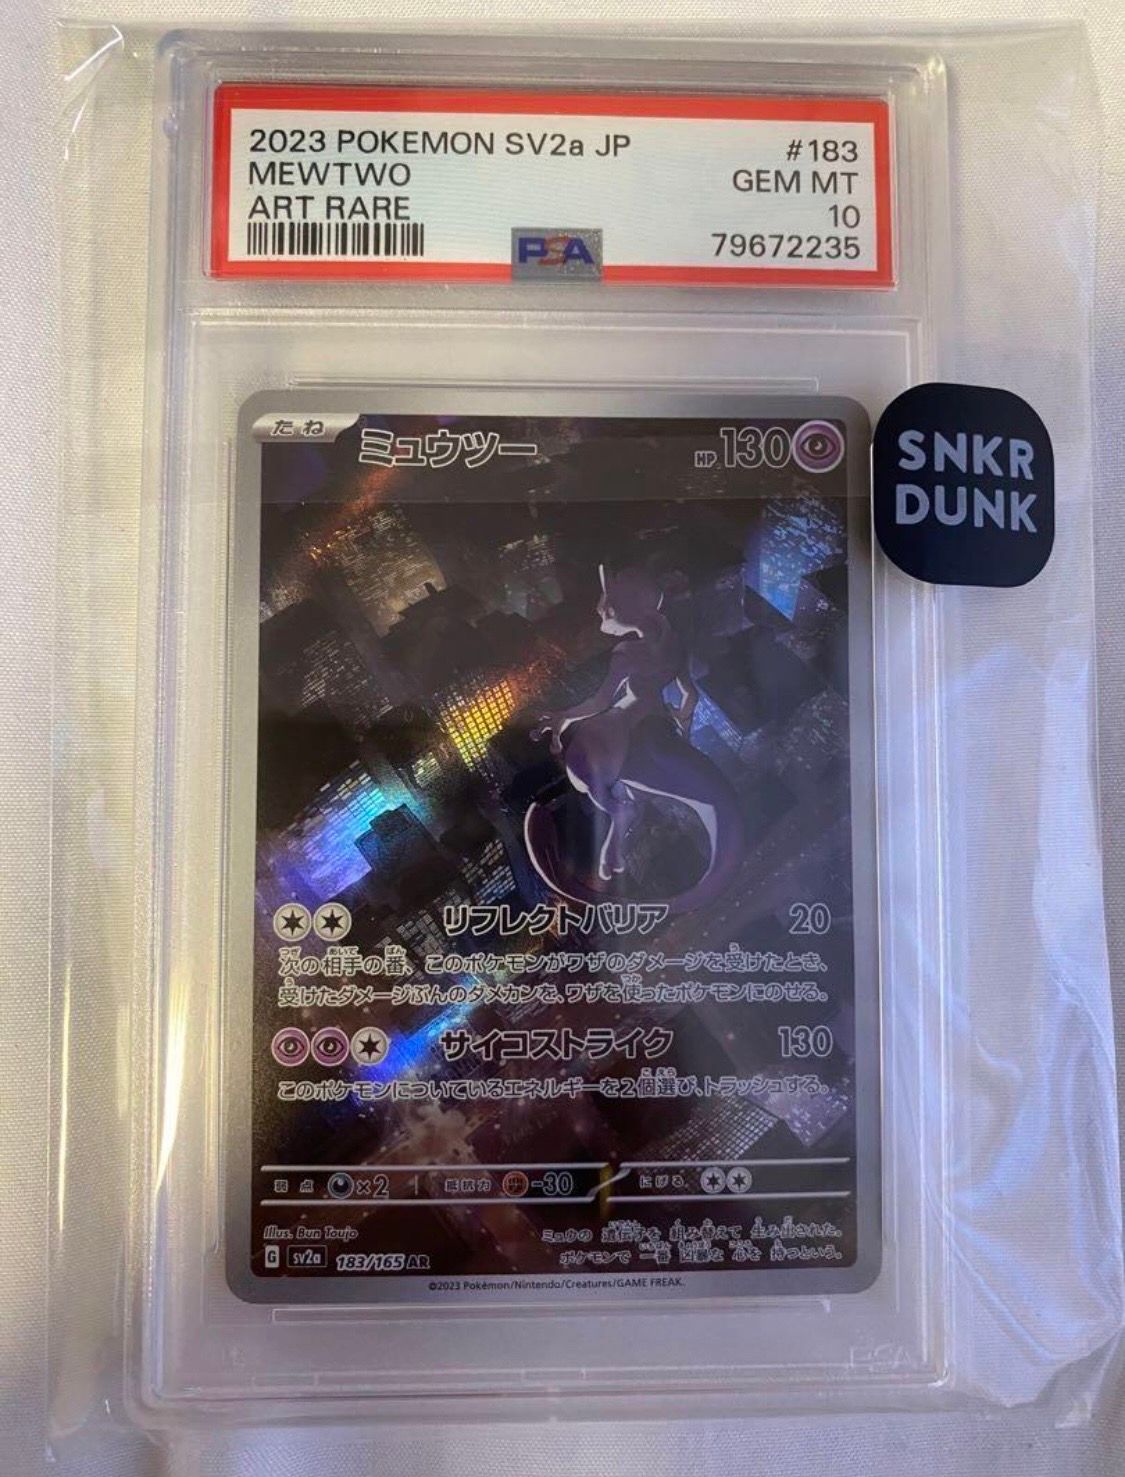 2023 POKEMON SV2a JP #183
MEWTWO GEM MT
ART RARE 10
PSA 79672235
SNKR
DUNK
たね ミュウツー HP 130
リフレクトバリア 20
次の相手の番、このポケモンがワザのダメージを受けたとき、
受けたダメージぶんのダメカンを、ワザを使ったポケモンにのせる。
サイコストライク 130
このポケモンについているエネルギーを2個選び、トラッシュする。
弱点 ×2 抵抗力 -30 にげる
Illus. Bun Toujo
G sv2a 183/165 AR
ミュウの 遺伝子を 組み替えて 生み出された。
ポケモンで 一番 凶暴な 心を 持つという。
©2023 Pokémon/Nintendo/Creatures/GAME FREAK.
PSA